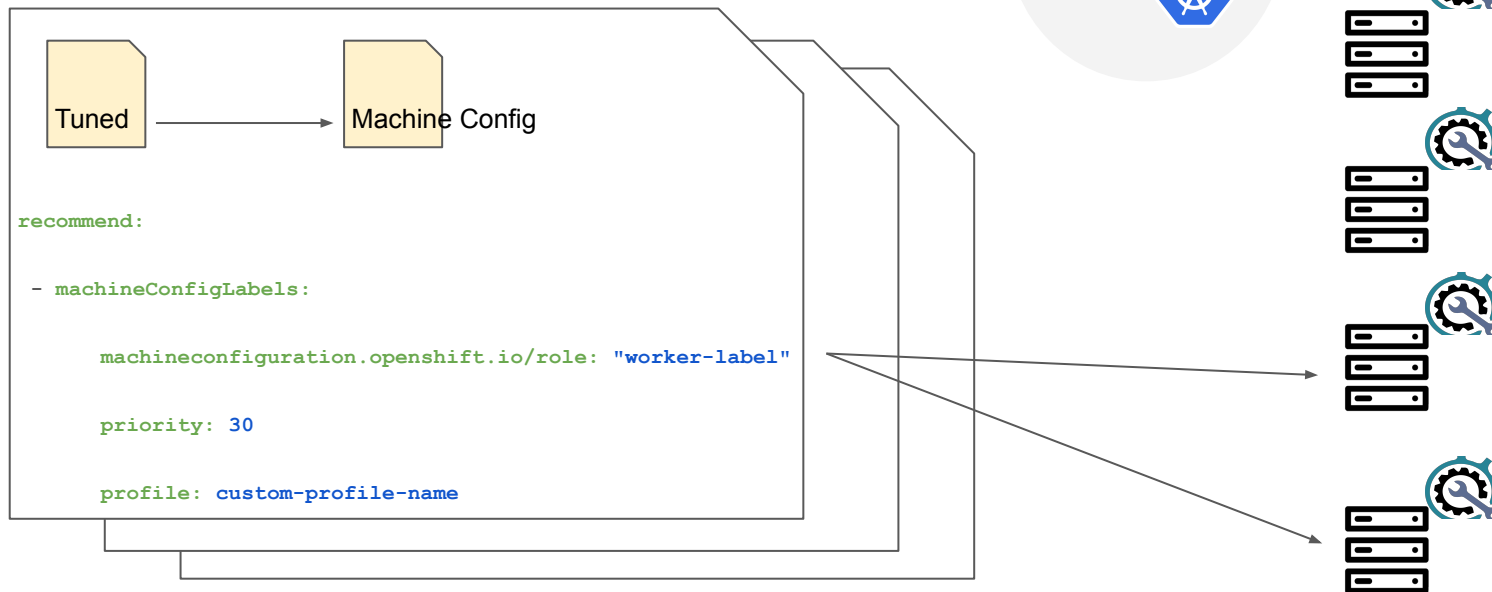 Tuned
Machine Config
recommend:
- machineConfigLabels:
machineconfiguration.openshift.io/role: "worker-label"
priority: 30
profile: custom-profile-name